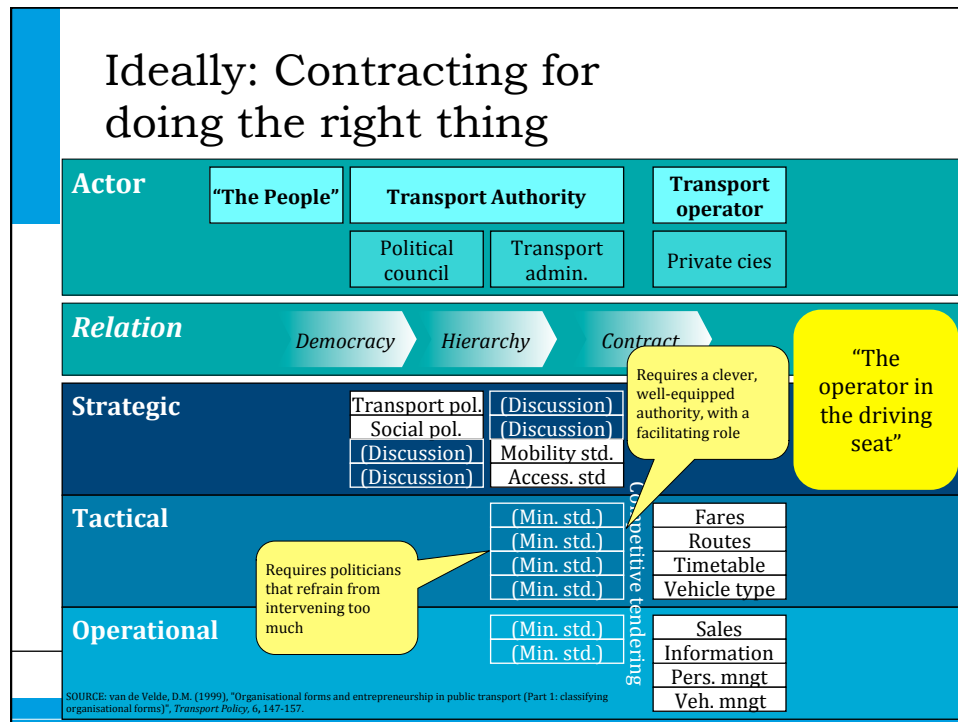 Ideally: Contracting for
doing the right thing
Actor
“The People”
Transport Authority
Transport
operator
Political
council
Transport
admin.
Private cies
Relation
Democracy
Hierarchy
Contract
“The
operator in
the driving
seat”
Requires a clever,
well-equipped
authority, with a
facilitating role
Strategic
Transport pol.
Social pol.
(Discussion)
(Discussion)
(Discussion)
(Discussion)
Mobility std.
Access. std
Competitive tendering
Tactical
(Min. std.)
(Min. std.)
(Min. std.)
(Min. std.)
Fares
Routes
Timetable
Vehicle type
Requires politicians
that refrain from
intervening too
much
Operational
(Min. std.)
(Min. std.)
Sales
Information
Pers. mngt
Veh. mngt
SOURCE: van de Velde, D.M. (1999), “Organisational forms and entrepreneurship in public transport (Part 1: classifying
organisational forms)”, Transport Policy, 6, 147-157.